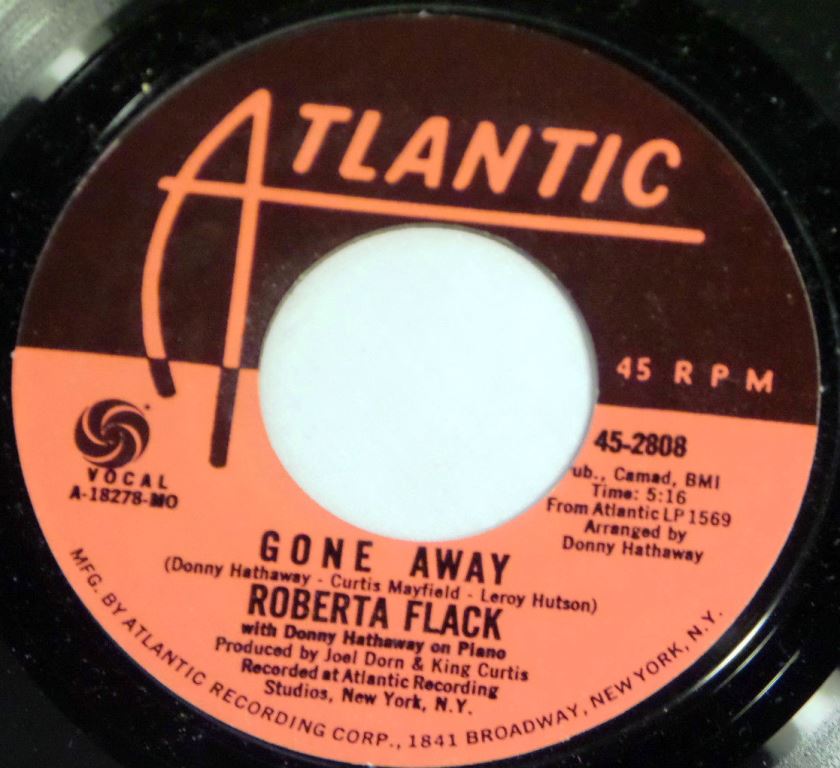 ATLANTIC
45 RPM
VOCAL
A-18278-MO
45-2808
ub., Camad, BMI
Time: 5:16
From Atlantic LP 1569
Arranged by
Donny Hathaway
GONE AWAY
(Donny Hathaway - Curtis Mayfield - Leroy Hutson)
ROBERTA FLACK
with Donny Hathaway on Piano
Produced by Joel Dorn & King Curtis
Recorded at Atlantic Recording
Studios, New York, N.Y.
MFG. BY ATLANTIC RECORDING CORP., 1841 BROADWAY, NEW YORK, N.Y.